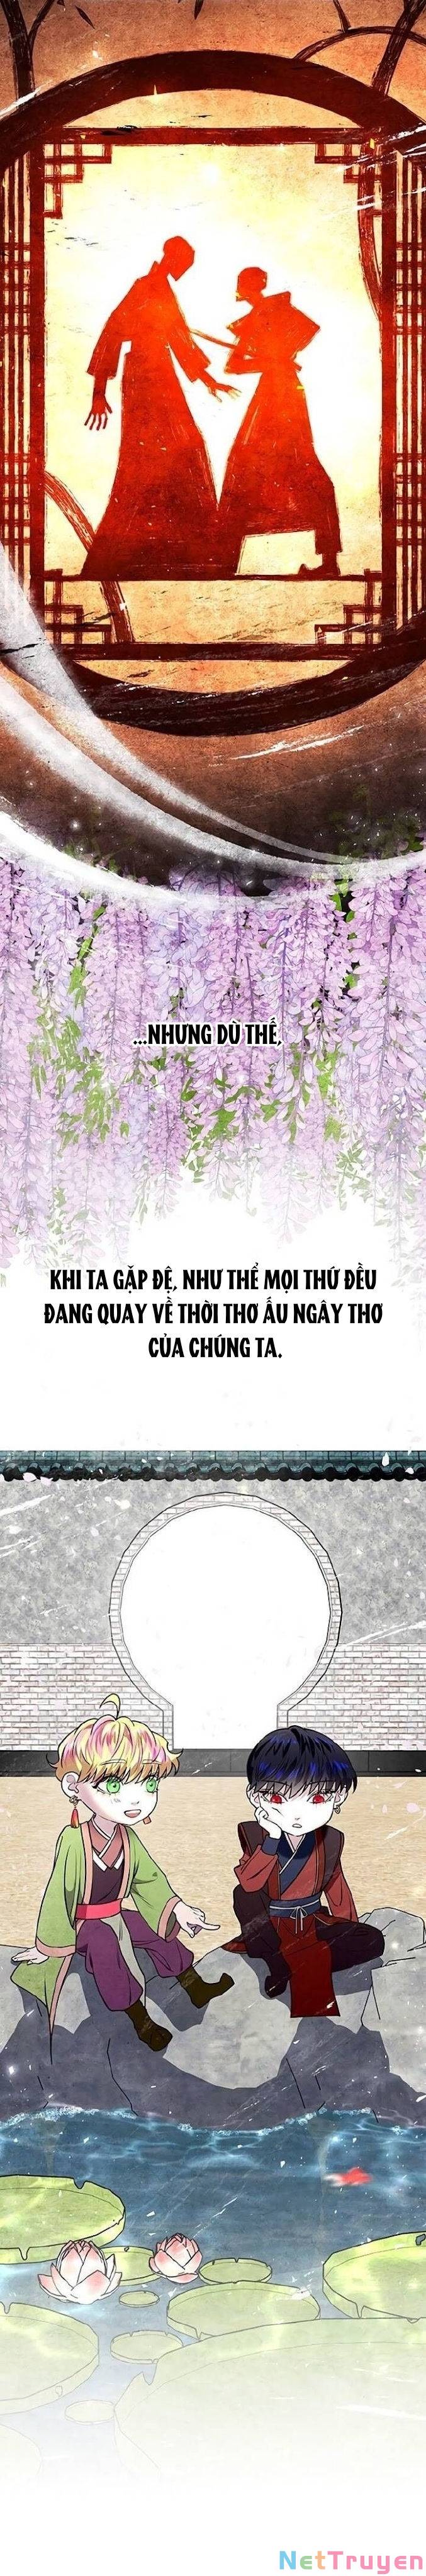 ...NHƯNG DÙ THẾ,
KHI TA GẶP ĐỆ, NHƯ THỂ MỌI THỨ ĐỀU
ĐANG QUAY VỀ THỜI THƠ ẤU NGÂY THƠ
CỦA CHÚNG TA.
NetTruyen